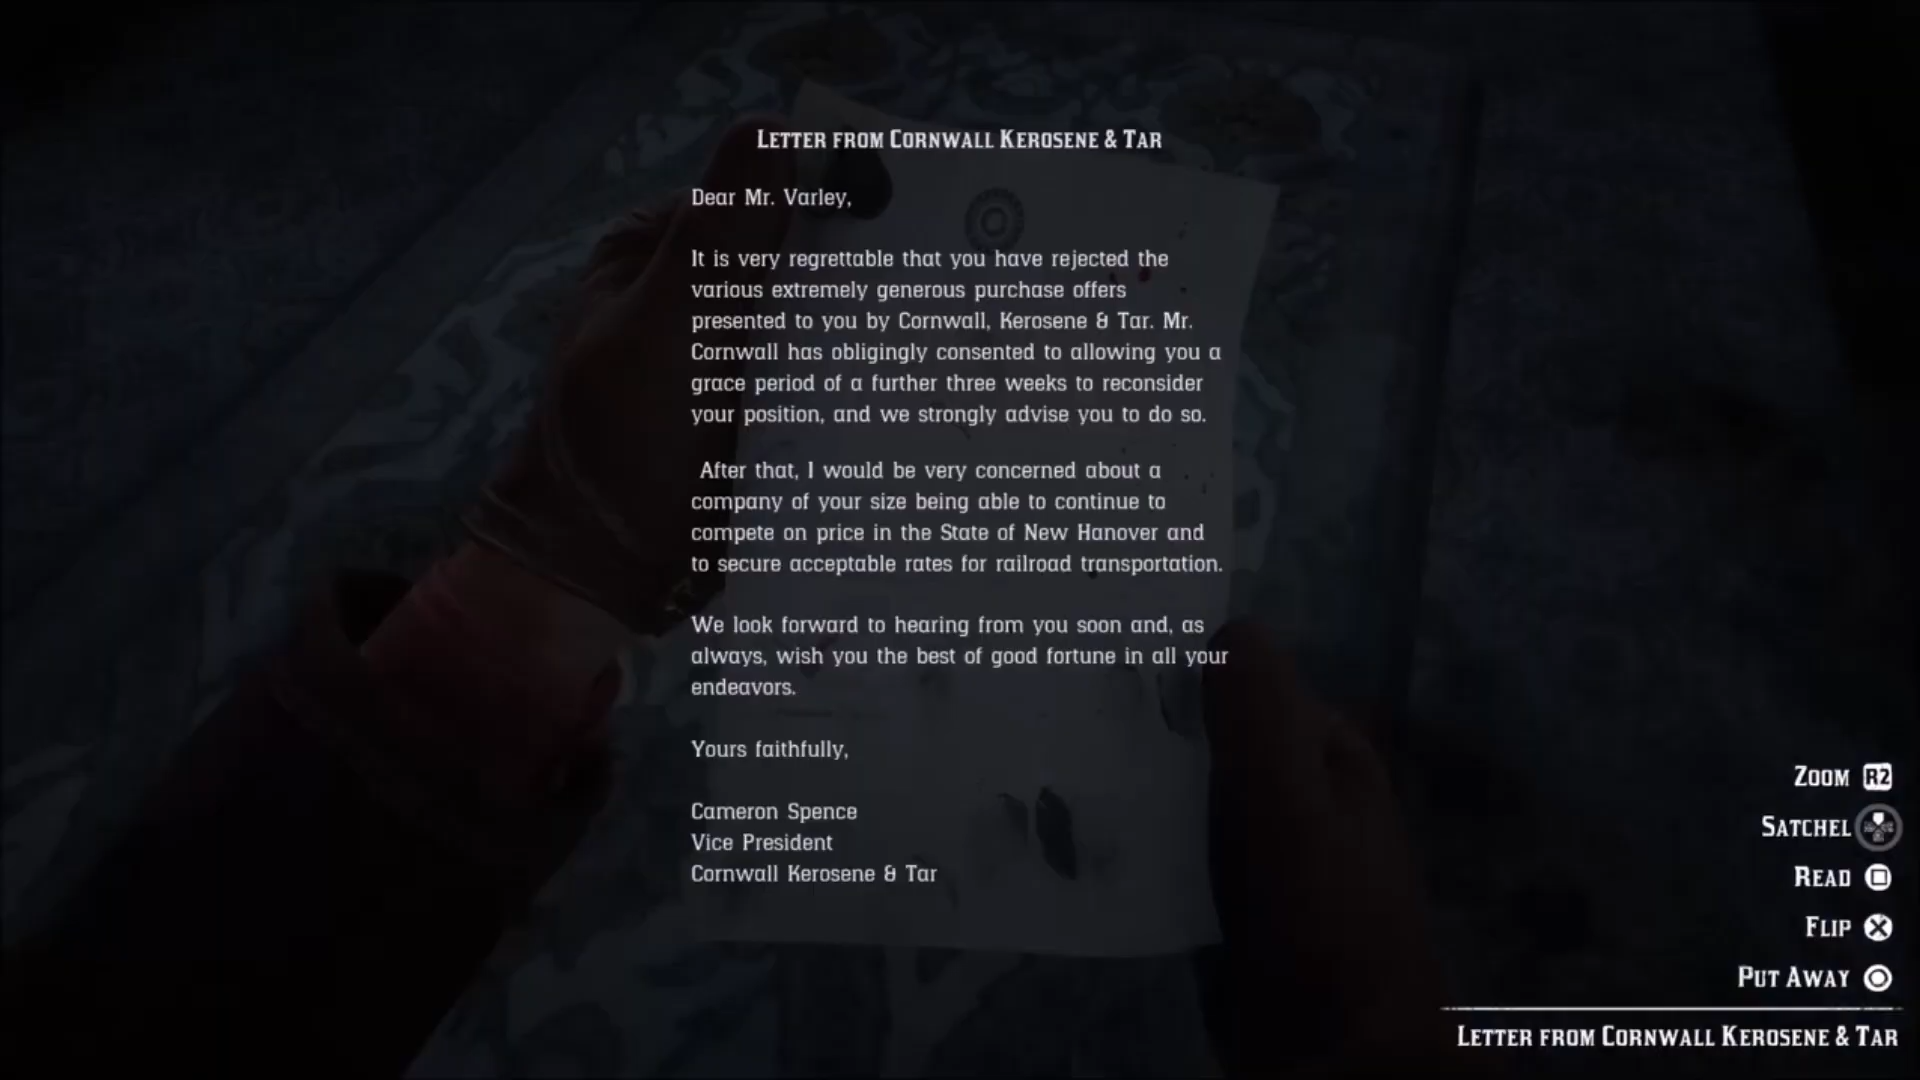 Letter from Cornwall Kerosene & Tar
Dear Mr. Varley,
It is very regrettable that you have rejected the
various extremely generous purchase offers
presented to you by Cornwall, Kerosene & Tar. Mr.
Cornwall has obligingly consented to allowing you a
grace period of a further three weeks to reconsider
your position, and we strongly advise you to do so.
After that, I would be very concerned about a
company of your size being able to continue to
compete on price in the State of New Hanover and
to secure acceptable rates for railroad transportation.
We look forward to hearing from you soon and, as
always, wish you the best of good fortune in all your
endeavors.
Yours faithfully,
Cameron Spence
Vice President
Cornwall Kerosene & Tar
Zoom R2
Satchel
Read
Flip
Put Away
Letter from Cornwall Kerosene & Tar